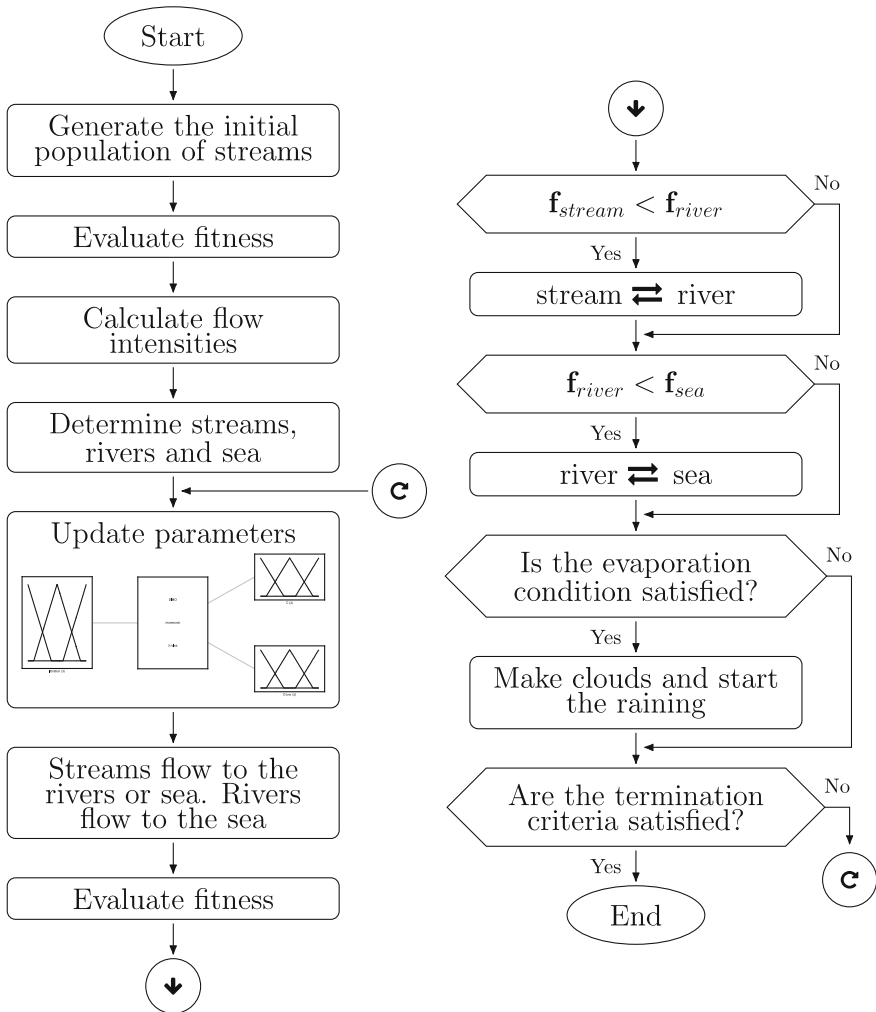 Start
Generate the initial
population of streams
Evaluate fitness
Calculate flow
intensities
Determine streams,
rivers and sea
Update parameters
Streams flow to the
rivers or sea. Rivers
flow to the sea
Evaluate fitness
f_stream < f_river
No
Yes
stream ⇄ river
f_river < f_sea
No
Yes
river ⇄ sea
Is the evaporation
condition satisfied?
No
Yes
Make clouds and start
the raining
Are the termination
criteria satisfied?
No
Yes
End